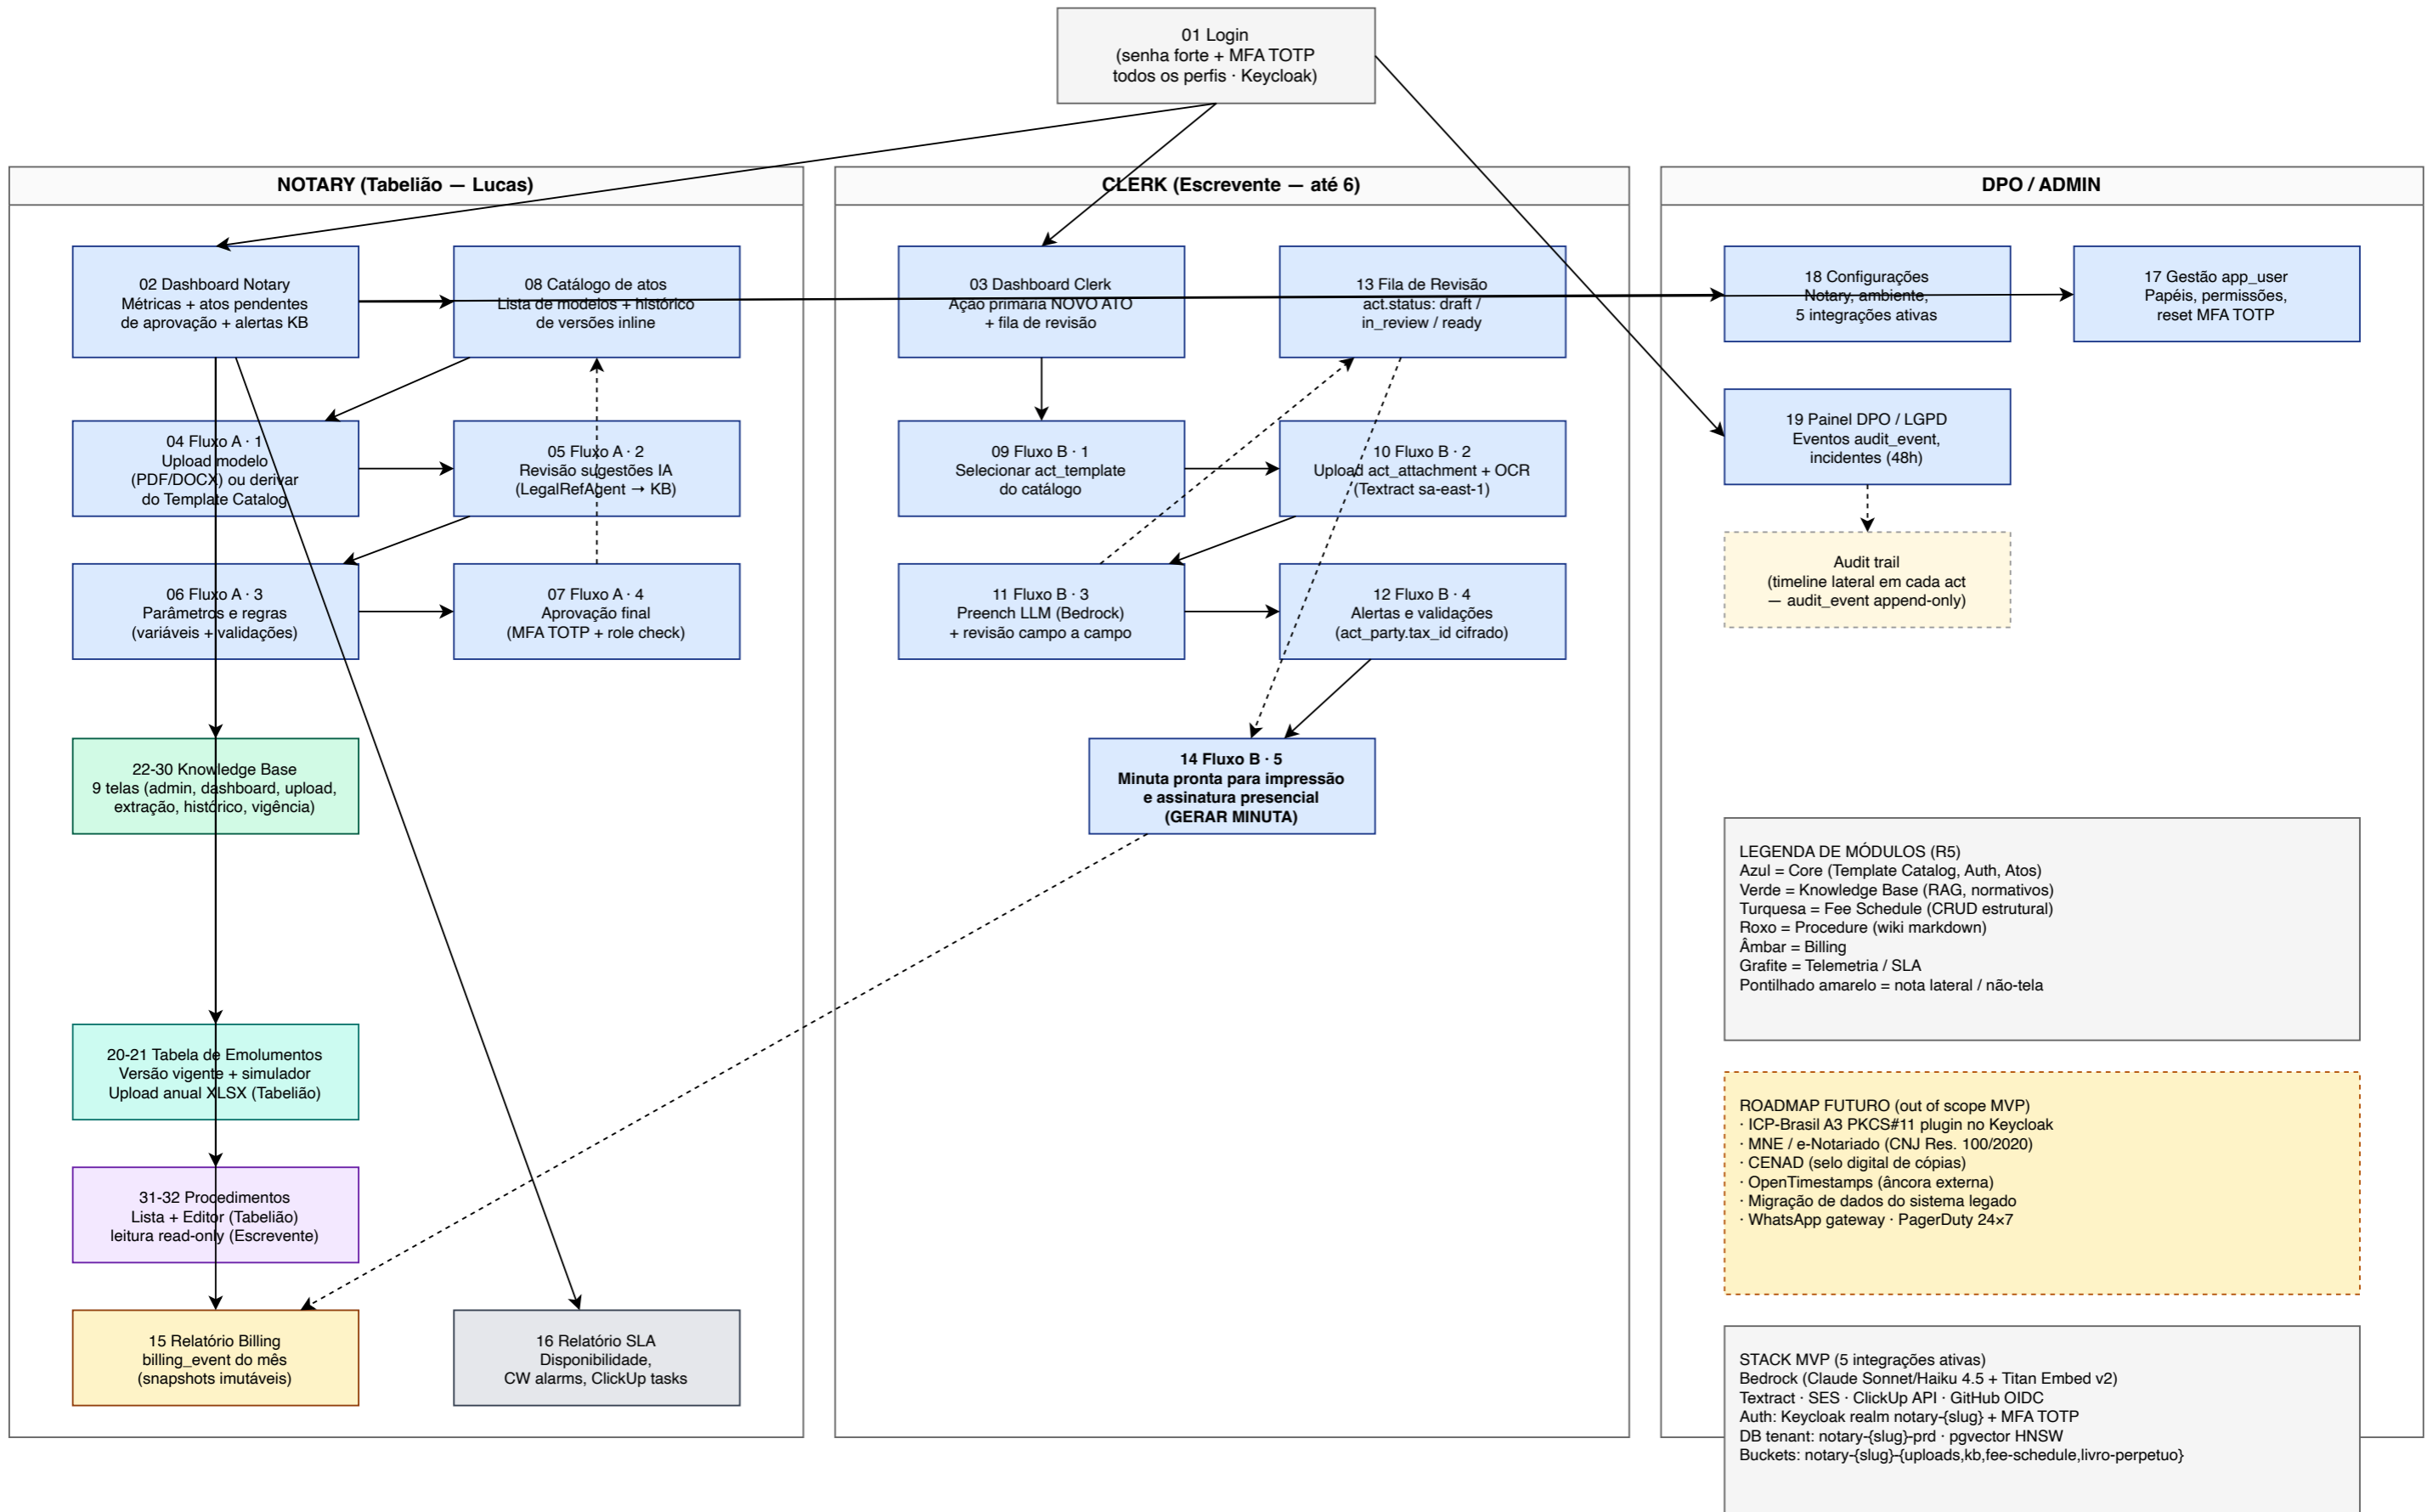 01 Login
(senha forte + MFA TOTP
todos os perfis · Keycloak)
NOTARY (Tabelião — Lucas)
02 Dashboard Notary
Métricas + atos pendentes
de aprovação + alertas KB
08 Catálogo de atos
Lista de modelos + histórico
de versões inline
04 Fluxo A · 1
Upload modelo
(PDF/DOCX) ou derivar
do Template Catalog
05 Fluxo A · 2
Revisão sugestões IA
(LegalRefAgent → KB)
06 Fluxo A · 3
Parâmetros e regras
(variáveis + validações)
07 Fluxo A · 4
Aprovação final
(MFA TOTP + role check)
22-30 Knowledge Base
9 telas (admin, dashboard, upload,
extração, histórico, vigência)
20-21 Tabela de Emolumentos
Versão vigente + simulador
Upload anual XLSX (Tabelião)
31-32 Procedimentos
Lista + Editor (Tabelião)
leitura read-only (Escrevente)
15 Relatório Billing
billing_event do mês
(snapshots imutáveis)
16 Relatório SLA
Disponibilidade,
CW alarms, ClickUp tasks
CLERK (Escrevente — até 6)
03 Dashboard Clerk
Ação primária NOVO ATO
+ fila de revisão
13 Fila de Revisão
act.status: draft /
in_review / ready
09 Fluxo B · 1
Selecionar act_template
do catálogo
10 Fluxo B · 2
Upload act_attachment + OCR
(Textract sa-east-1)
11 Fluxo B · 3
Preench LLM (Bedrock)
+ revisão campo a campo
12 Fluxo B · 4
Alertas e validações
(act_party.tax_id cifrado)
14 Fluxo B · 5
Minuta pronta para impressão
e assinatura presencial
(GERAR MINUTA)
DPO / ADMIN
18 Configurações
Notary, ambiente,
5 integrações ativas
17 Gestão app_user
Papéis, permissões,
reset MFA TOTP
19 Painel DPO / LGPD
Eventos audit_event,
incidentes (48h)
Audit trail
(timeline lateral em cada act
— audit_event append-only)
LEGENDA DE MÓDULOS (R5)
Azul = Core (Template Catalog, Auth, Atos)
Verde = Knowledge Base (RAG, normativos)
Turquesa = Fee Schedule (CRUD estrutural)
Roxo = Procedure (wiki markdown)
Âmbar = Billing
Grafite = Telemetria / SLA
Pontilhado amarelo = nota lateral / não-tela
ROADMAP FUTURO (out of scope MVP)
· ICP-Brasil A3 PKCS#11 plugin no Keycloak
· MNE / e-Notariado (CNJ Res. 100/2020)
· CENAD (selo digital de cópias)
· OpenTimestamps (âncora externa)
· Migração de dados do sistema legado
· WhatsApp gateway · PagerDuty 24×7
STACK MVP (5 integrações ativas)
Bedrock (Claude Sonnet/Haiku 4.5 + Titan Embed v2)
Textract · SES · ClickUp API · GitHub OIDC
Auth: Keycloak realm notary-{slug} + MFA TOTP
DB tenant: notary-{slug}-prd · pgvector HNSW
Buckets: notary-{slug}-{uploads,kb,fee-schedule,livro-perpetuo}